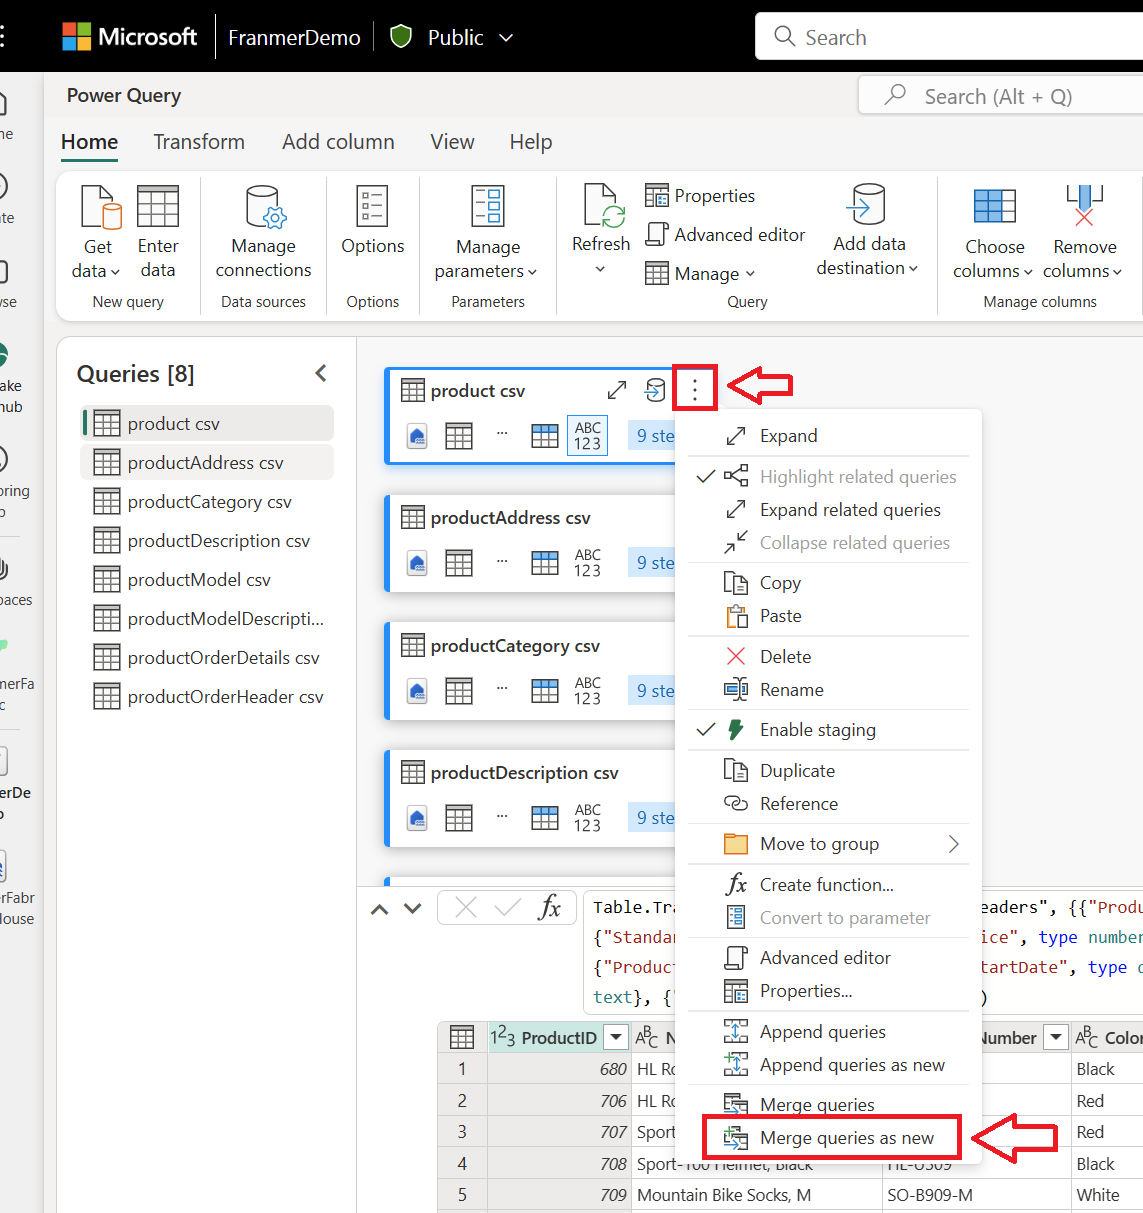 Microsoft
FranmerDemo
Public
Search
Power Query
Search (Alt + Q)
Home
Transform
Add column
View
Help
Get data
Enter data
New query
Manage connections
Data sources
Options
Options
Manage parameters
Parameters
Refresh
Properties
Advanced editor
Manage
Add data destination
Query
Choose columns
Remove columns
Manage columns
Queries [8]
product csv
productAddress csv
productCategory csv
productDescription csv
productModel csv
productModelDescripti...
productOrderDetails csv
productOrderHeader csv
product csv
ABC 123
9 ste
productAddress csv
ABC 123
9 ste
productCategory csv
ABC 123
9 ste
productDescription csv
ABC 123
9 ste
Expand
Highlight related queries
Expand related queries
Collapse related queries
Copy
Paste
Delete
Rename
Enable staging
Duplicate
Reference
Move to group
Create function...
Convert to parameter
Advanced editor
Properties...
Append queries
Append queries as new
Merge queries
Merge queries as new
fx
Table.Tra eaders", {{"Produ
{"Standar ice", type number
{"Product tartDate", type d
text}, {" )
123 ProductID ABC N Number ABC Color
1 680 HL Ro Black
2 706 HL Ro Red
3 707 Sport Red
4 708 Sport-100 Helmet, Black HL-U509 Black
5 709 Mountain Bike Socks, M SO-B909-M White